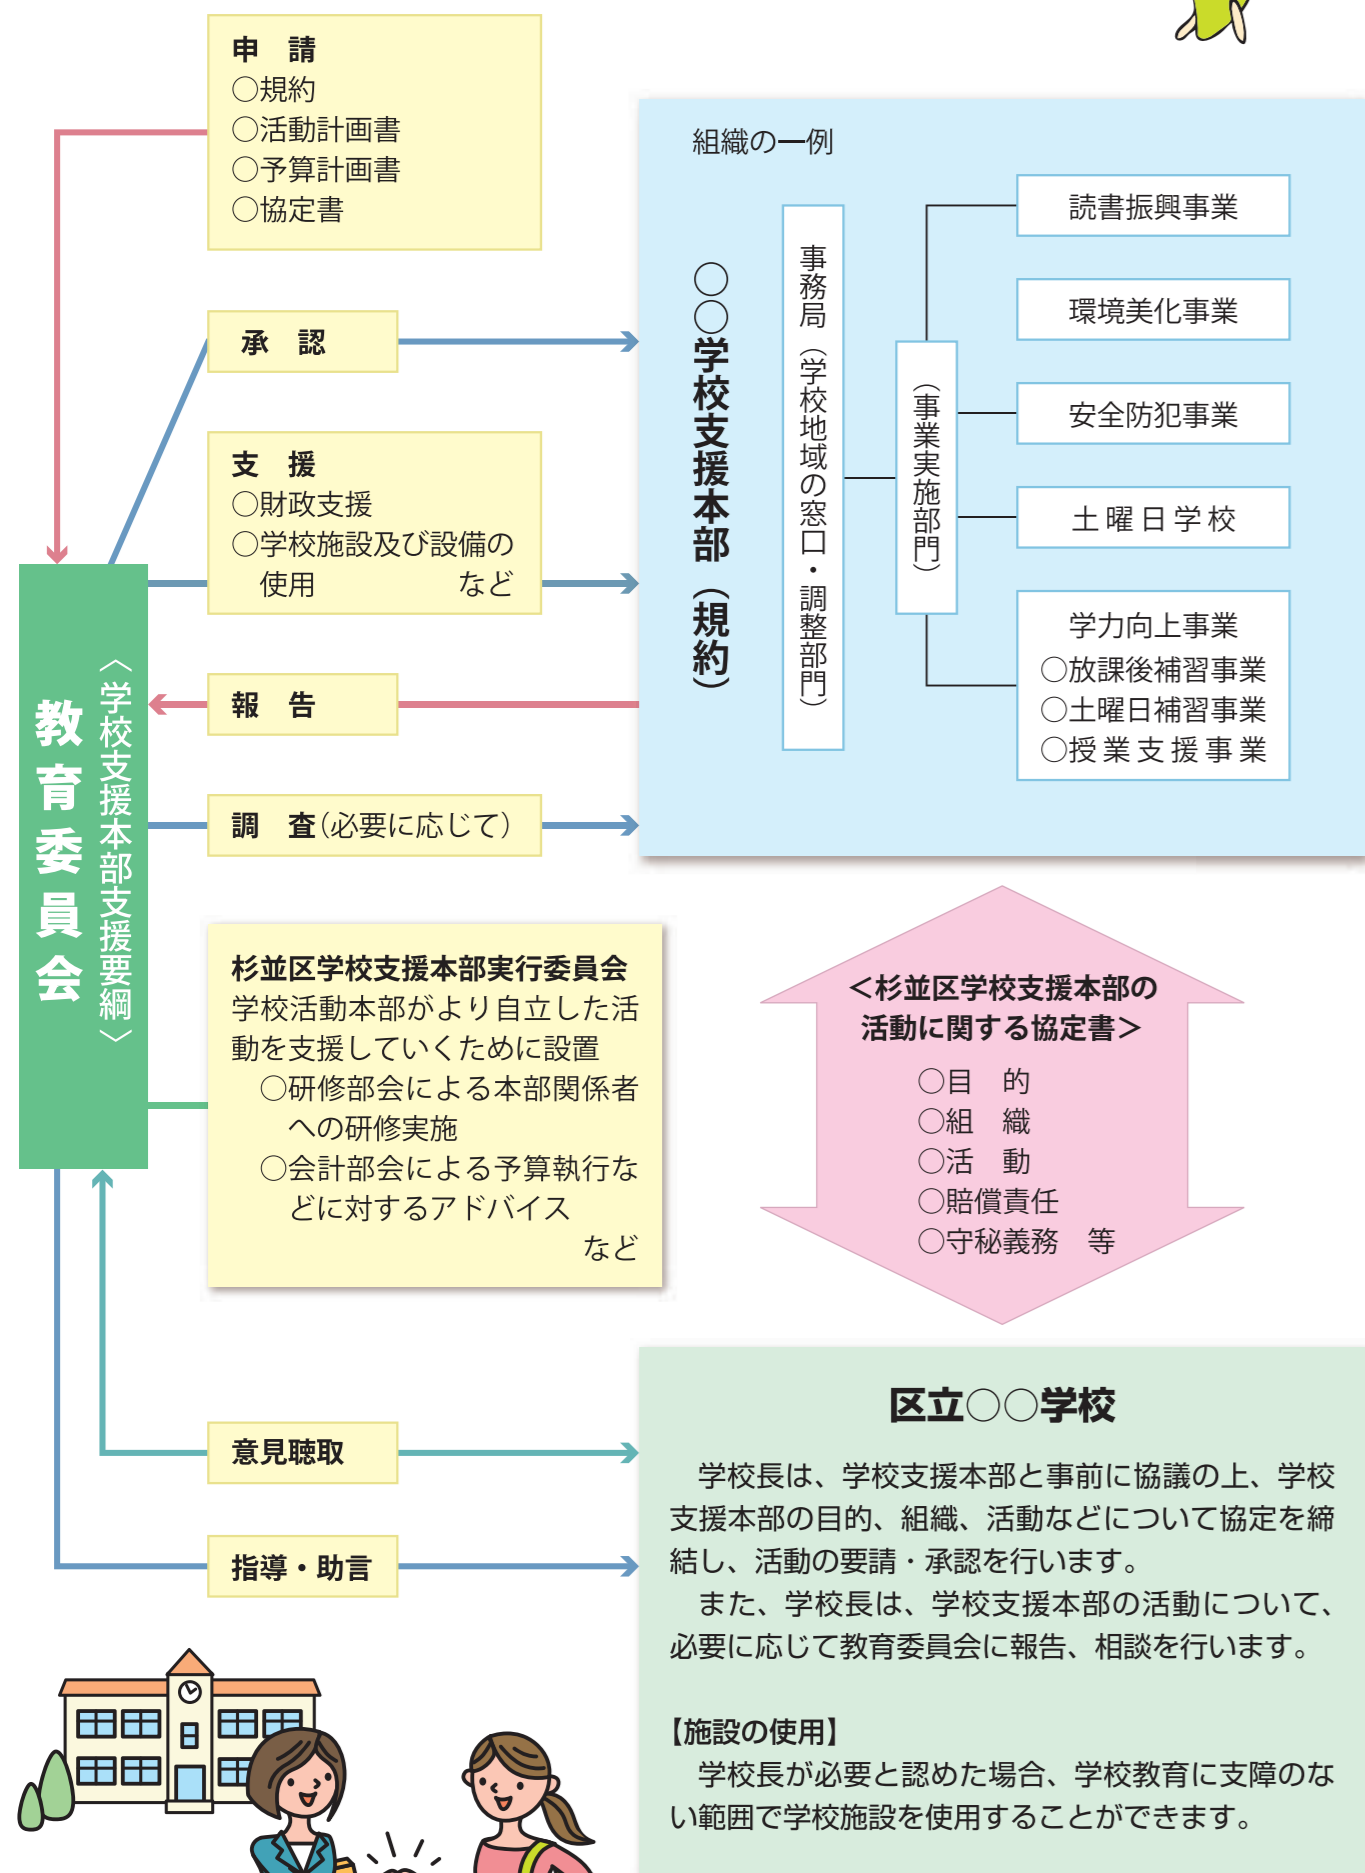 申　請
○規約
○活動計画書
○予算計画書
○協定書
承　認
支　援
○財政支援
○学校施設及び設備の
使用　　　　　など
報　告
調　査（必要に応じて）
教育委員会
〈学校支援本部支援要綱〉
組織の一例
○○学校支援本部（規約）
事務局（学校地域の窓口・調整部門）
（事業実施部門）
読書振興事業
環境美化事業
安全防犯事業
土曜日学校
学力向上事業
○放課後補習事業
○土曜日補習事業
○授業支援事業
杉並区学校支援本部実行委員会
学校活動本部がより自立した活
動を支援していくために設置
○研修部会による本部関係者
への研修実施
○会計部会による予算執行な
どに対するアドバイス
など
＜杉並区学校支援本部の
活動に関する協定書＞
○目　的
○組　織
○活　動
○賠償責任
○守秘義務　等
意見聴取
指導・助言
区立○○学校
学校長は、学校支援本部と事前に協議の上、学校
支援本部の目的、組織、活動などについて協定を締
結し、活動の要請・承認を行います。
また、学校長は、学校支援本部の活動について、
必要に応じて教育委員会に報告、相談を行います。
【施設の使用】
学校長が必要と認めた場合、学校教育に支障のな
い範囲で学校施設を使用することができます。